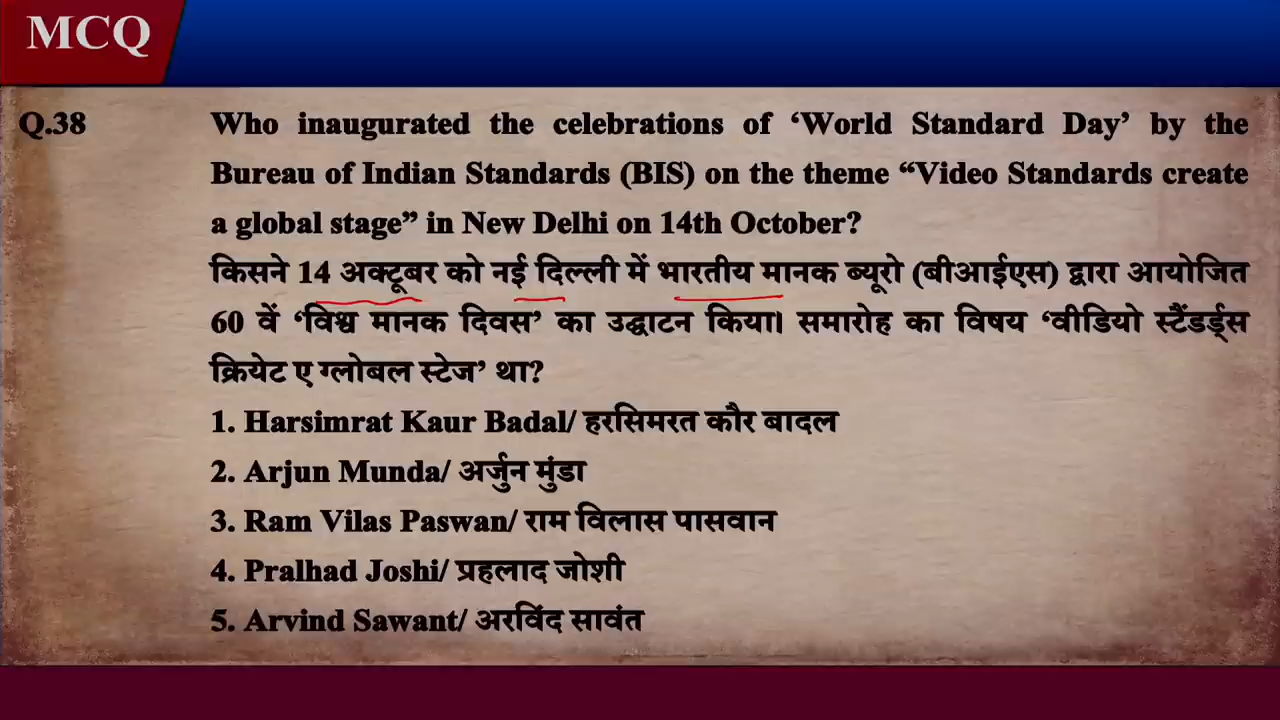 MCQ
Q.38 Who inaugurated the celebrations of ‘World Standard Day’ by the
Bureau of Indian Standards (BIS) on the theme “Video Standards create
a global stage” in New Delhi on 14th October?
किसने 14 अक्टूबर को नई दिल्ली में भारतीय मानक ब्यूरो (बीआईएस) द्वारा आयोजित
60 वें ‘विश्व मानक दिवस’ का उद्घाटन किया। समारोह का विषय ‘वीडियो स्टैंडर्ड्स
क्रियेट ए ग्लोबल स्टेज’ था?
1. Harsimrat Kaur Badal/ हरसिमरत कौर बादल
2. Arjun Munda/ अर्जुन मुंडा
3. Ram Vilas Paswan/ राम विलास पासवान
4. Pralhad Joshi/ प्रहलाद जोशी
5. Arvind Sawant/ अरविंद सावंत